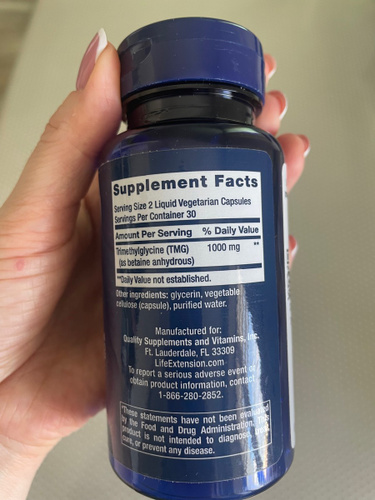 Supplement Facts
Serving Size 2 Liquid Vegetarian Capsules
Servings Per Container 30
Amount Per Serving % Daily Value
Trimethylglycine (TMG) 1000 mg **
(as betaine anhydrous)
**Daily Value not established.
Other ingredients: glycerin, vegetable
cellulose (capsule), purified water.
Manufactured for:
Quality Supplements and Vitamins, Inc.
Ft. Lauderdale, FL 33309
LifeExtension.com
To report a serious adverse event or
obtain product information, contact
1-866-280-2852.
*These statements have not been evaluated
by the Food and Drug Administration. This
product is not intended to diagnose, treat,
cure, or prevent any disease.